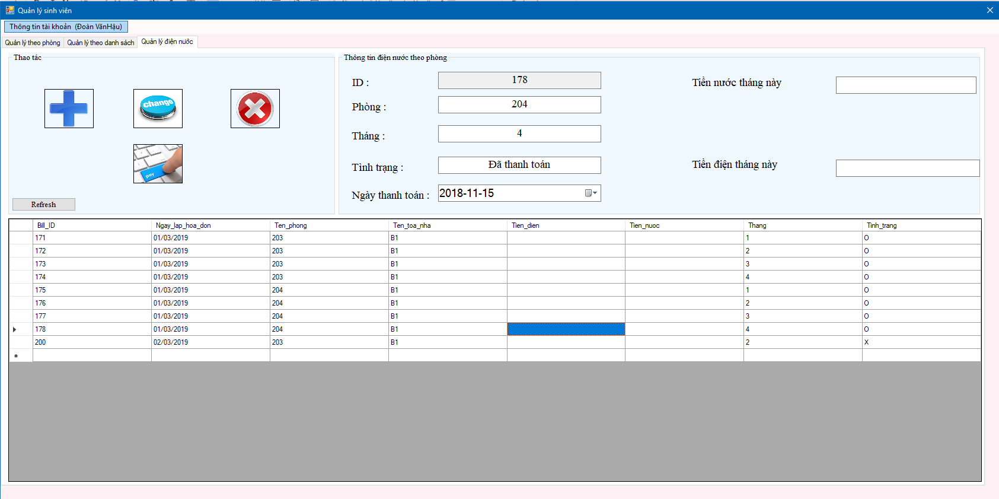 Quản lý sinh viên
Thông tin tài khoản (Đoàn VănHậu)
Quản lý theo phòng Quản lý theo danh sách Quản lý điện nước
Thao tác
change
pay
Refresh
Thông tin điện nước theo phòng
ID : 178
Phòng : 204
Tháng : 4
Tình trạng : Đã thanh toán
Ngày thanh toán : 2018-11-15
Tiền nước tháng này
Tiền điện tháng này
Bill_ID Ngay_lap_hoa_don Ten_phong Ten_toa_nha Tien_dien Tien_nuoc Thang Tinh_trang
171 01/03/2019 203 B1 1 O
172 01/03/2019 203 B1 2 O
173 01/03/2019 203 B1 3 O
174 01/03/2019 203 B1 4 O
175 01/03/2019 204 B1 1 O
176 01/03/2019 204 B1 2 O
177 01/03/2019 204 B1 3 O
178 01/03/2019 204 B1 4 O
200 02/03/2019 203 B1 2 X